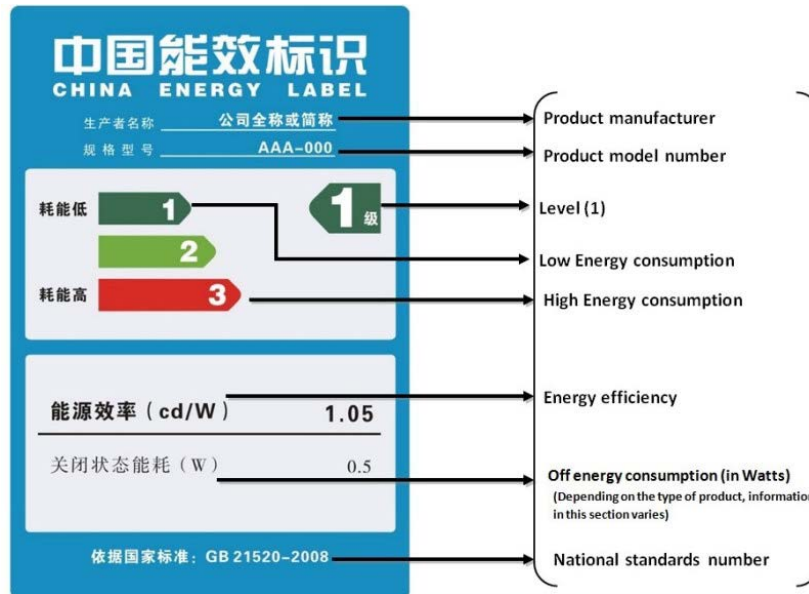 中国能效标识
CHINA ENERGY LABEL
生产者名称 公司全称或简称
规格型号 AAA-000
耗能低 1
1级
2
耗能高 3
能源效率（cd/W） 1.05
关闭状态能耗（W） 0.5
依据国家标准：GB 21520-2008
Product manufacturer
Product model number
Level (1)
Low Energy consumption
High Energy consumption
Energy efficiency
Off energy consumption (in Watts)
(Depending on the type of product, information
in this section varies)
National standards number